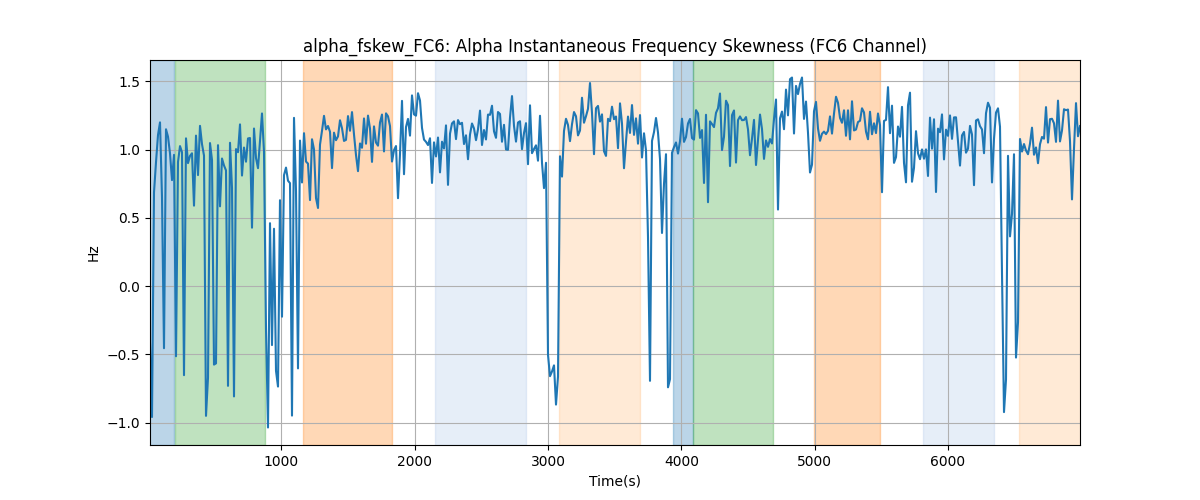 alpha_fskew_FC6: Alpha Instantaneous Frequency Skewness (FC6 Channel)
1.5
1.0
0.5
0.0
−0.5
−1.0
Hz
1000 2000 3000 4000 5000 6000
Time(s)